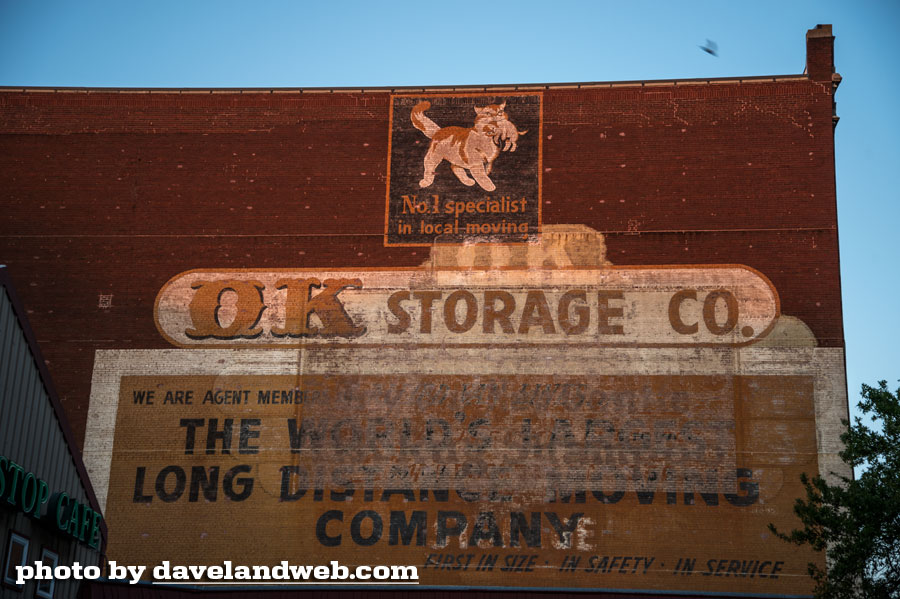 No. 1 specialist
in local moving
OK STORAGE CO.
WE ARE AGENT
THE WORLD'S LARGEST
LONG DISTANCE MOVING
COMPANY
FIRST IN SIZE · IN SAFETY · IN SERVICE
STOP CAFE
photo by davelandweb.com